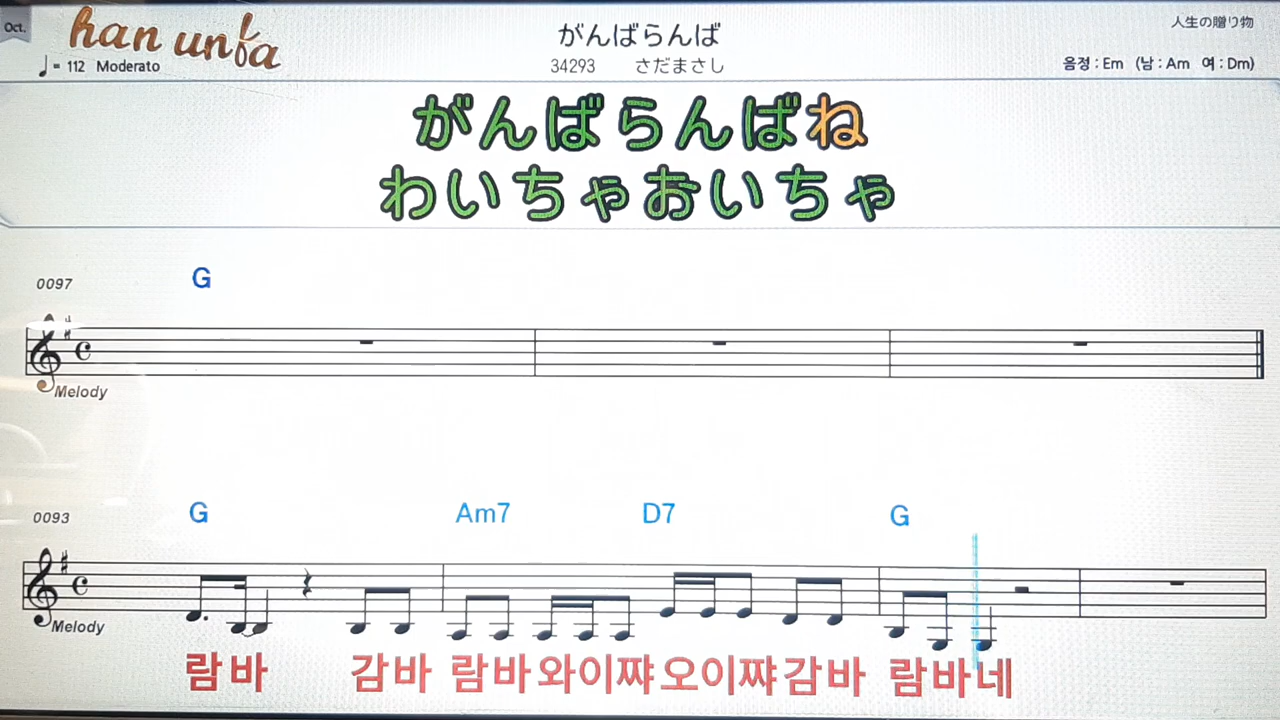 Oct.
han unba
♩= 112 Moderato
がんばらんば
34293 さだまさし
人生の贈り物
음정 : Em (남 : Am 여 : Dm)
がんばらんばね
わいちゃおいちゃ
0097
G
Melody
0093
G Am7 D7 G
Melody
람바 감바 람바와이쨔오이쨔감바 람바네